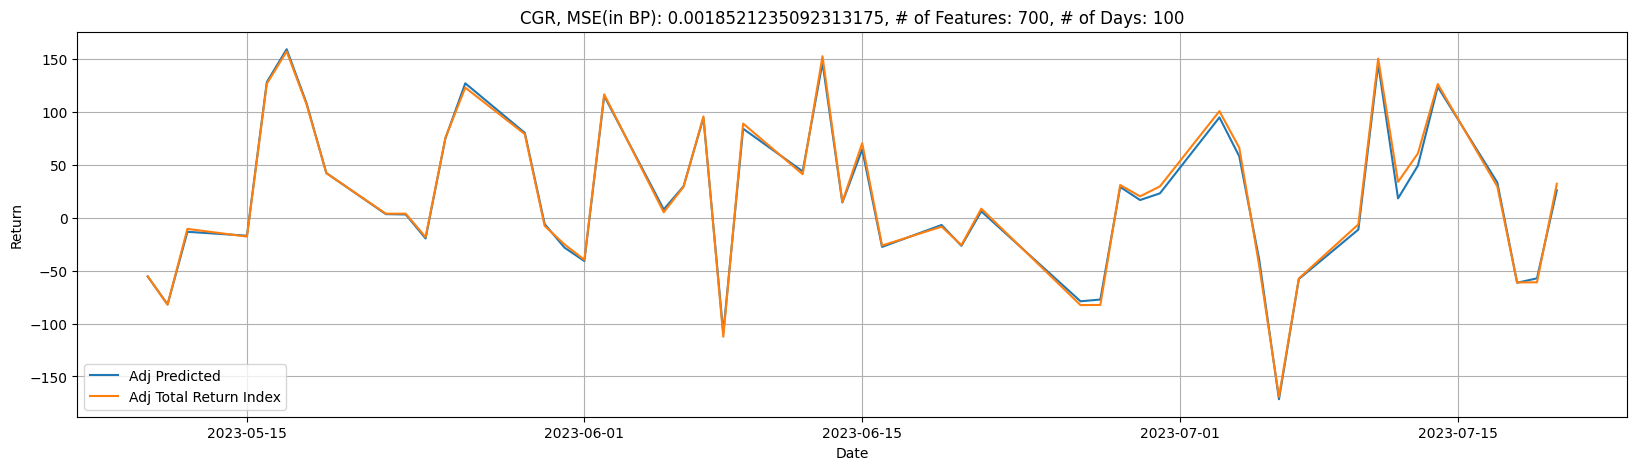 CGR, MSE(in BP): 0.0018521235092313175, # of Features: 700, # of Days: 100
Return
150
100
50
0
−50
−100
−150
Adj Predicted
Adj Total Return Index
2023-05-15
2023-06-01
2023-06-15
2023-07-01
2023-07-15
Date